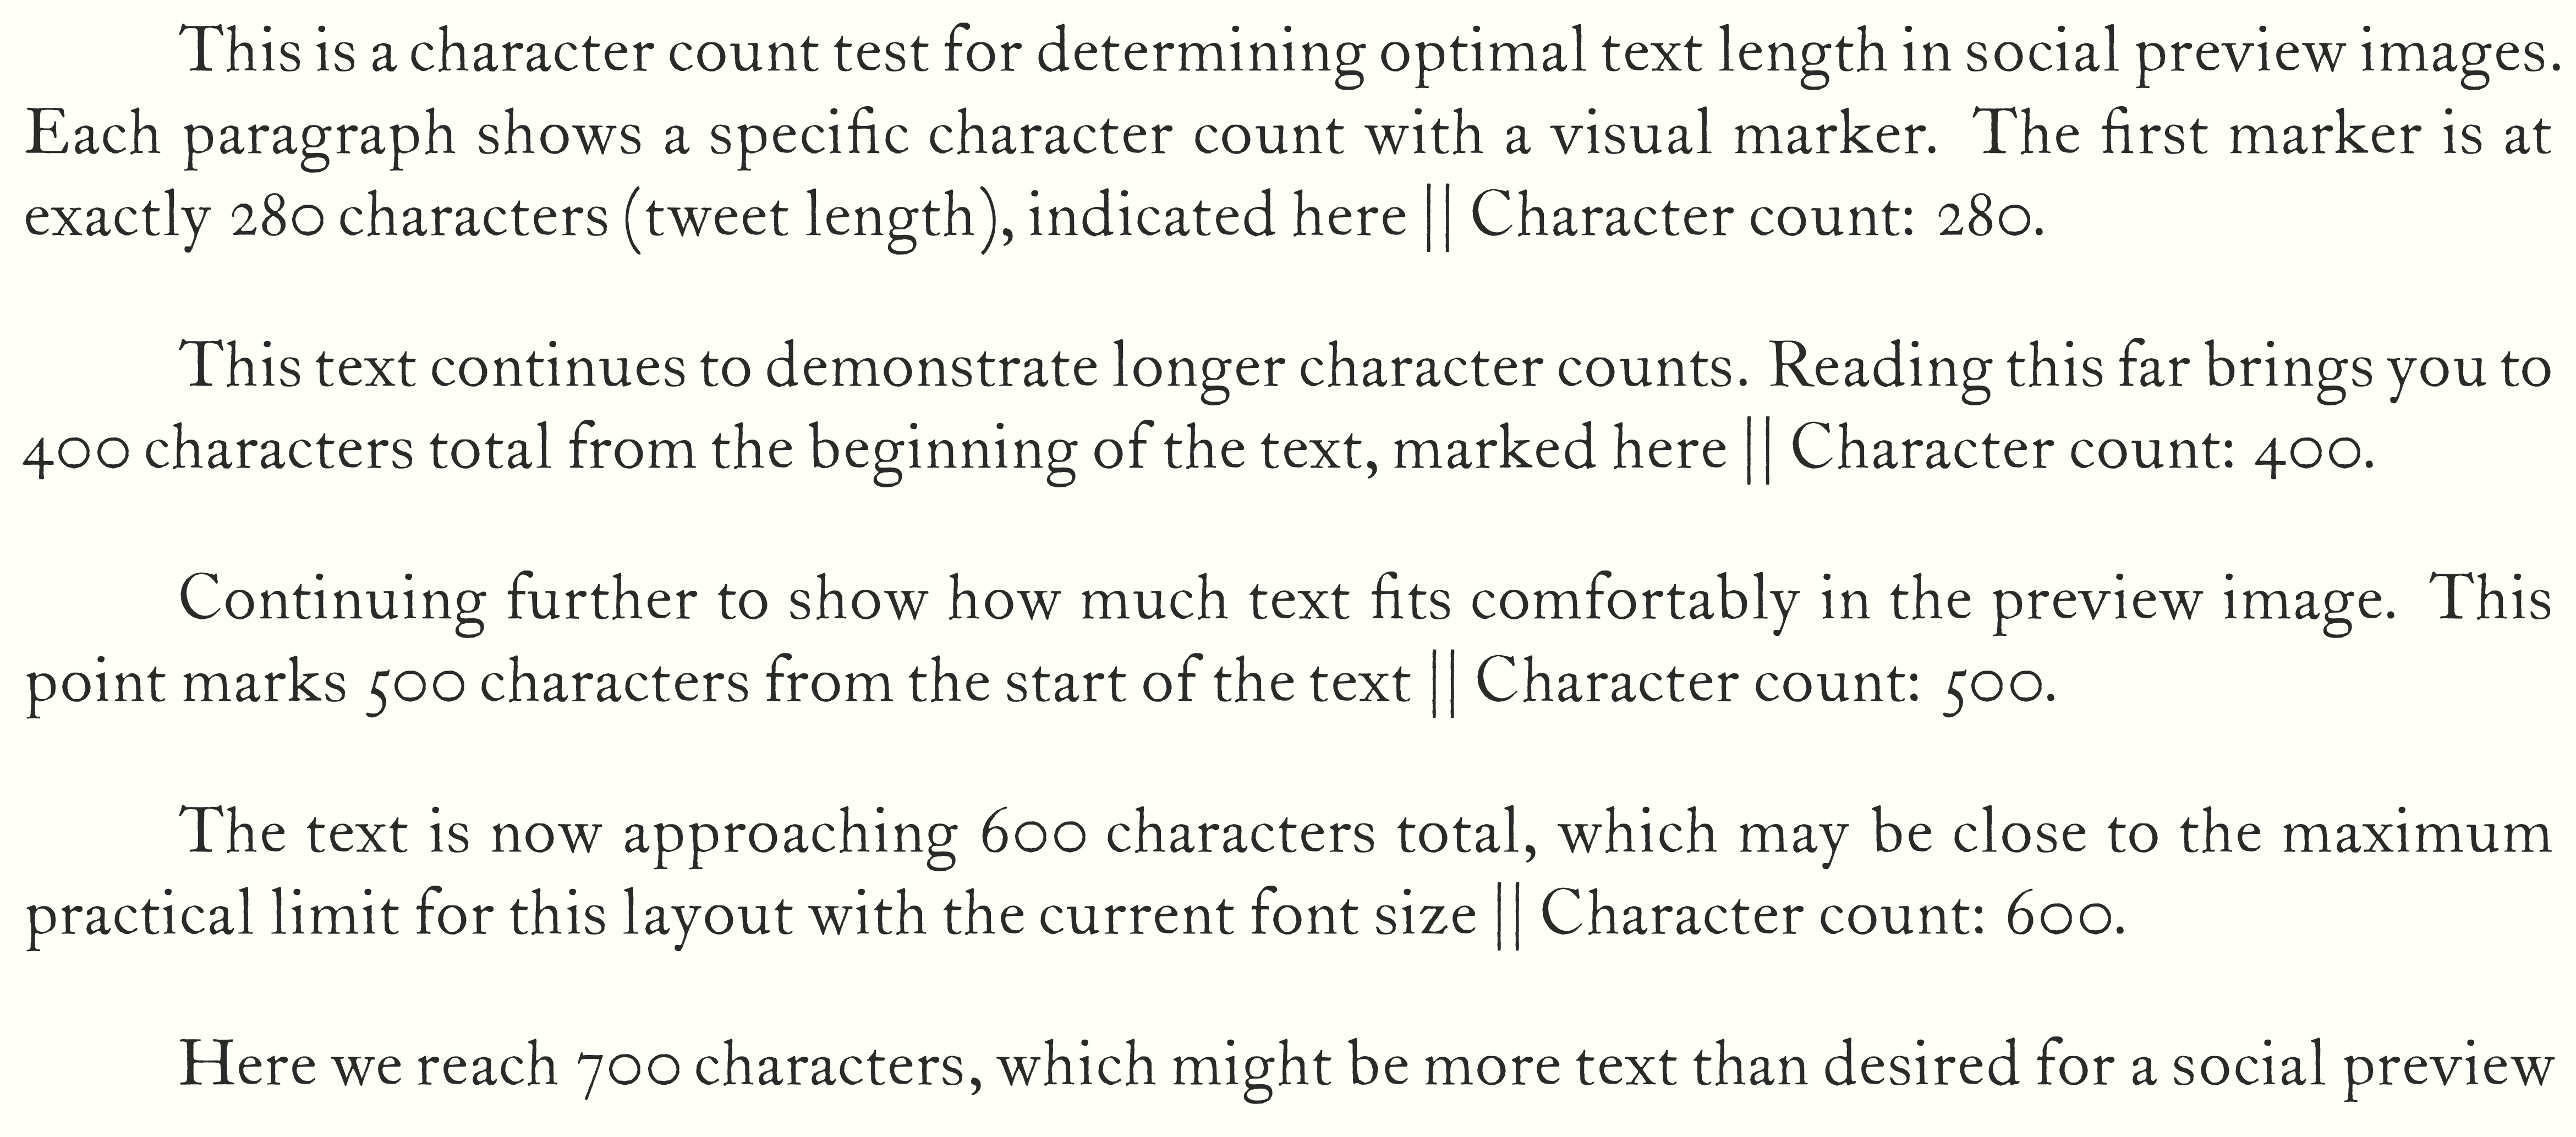 This is a character count test for determining optimal text length in social preview images.
Each paragraph shows a specific character count with a visual marker. The first marker is at
exactly 280 characters (tweet length), indicated here || Character count: 280.
This text continues to demonstrate longer character counts. Reading this far brings you to
400 characters total from the beginning of the text, marked here || Character count: 400.
Continuing further to show how much text fits comfortably in the preview image. This
point marks 500 characters from the start of the text || Character count: 500.
The text is now approaching 600 characters total, which may be close to the maximum
practical limit for this layout with the current font size || Character count: 600.
Here we reach 700 characters, which might be more text than desired for a social preview